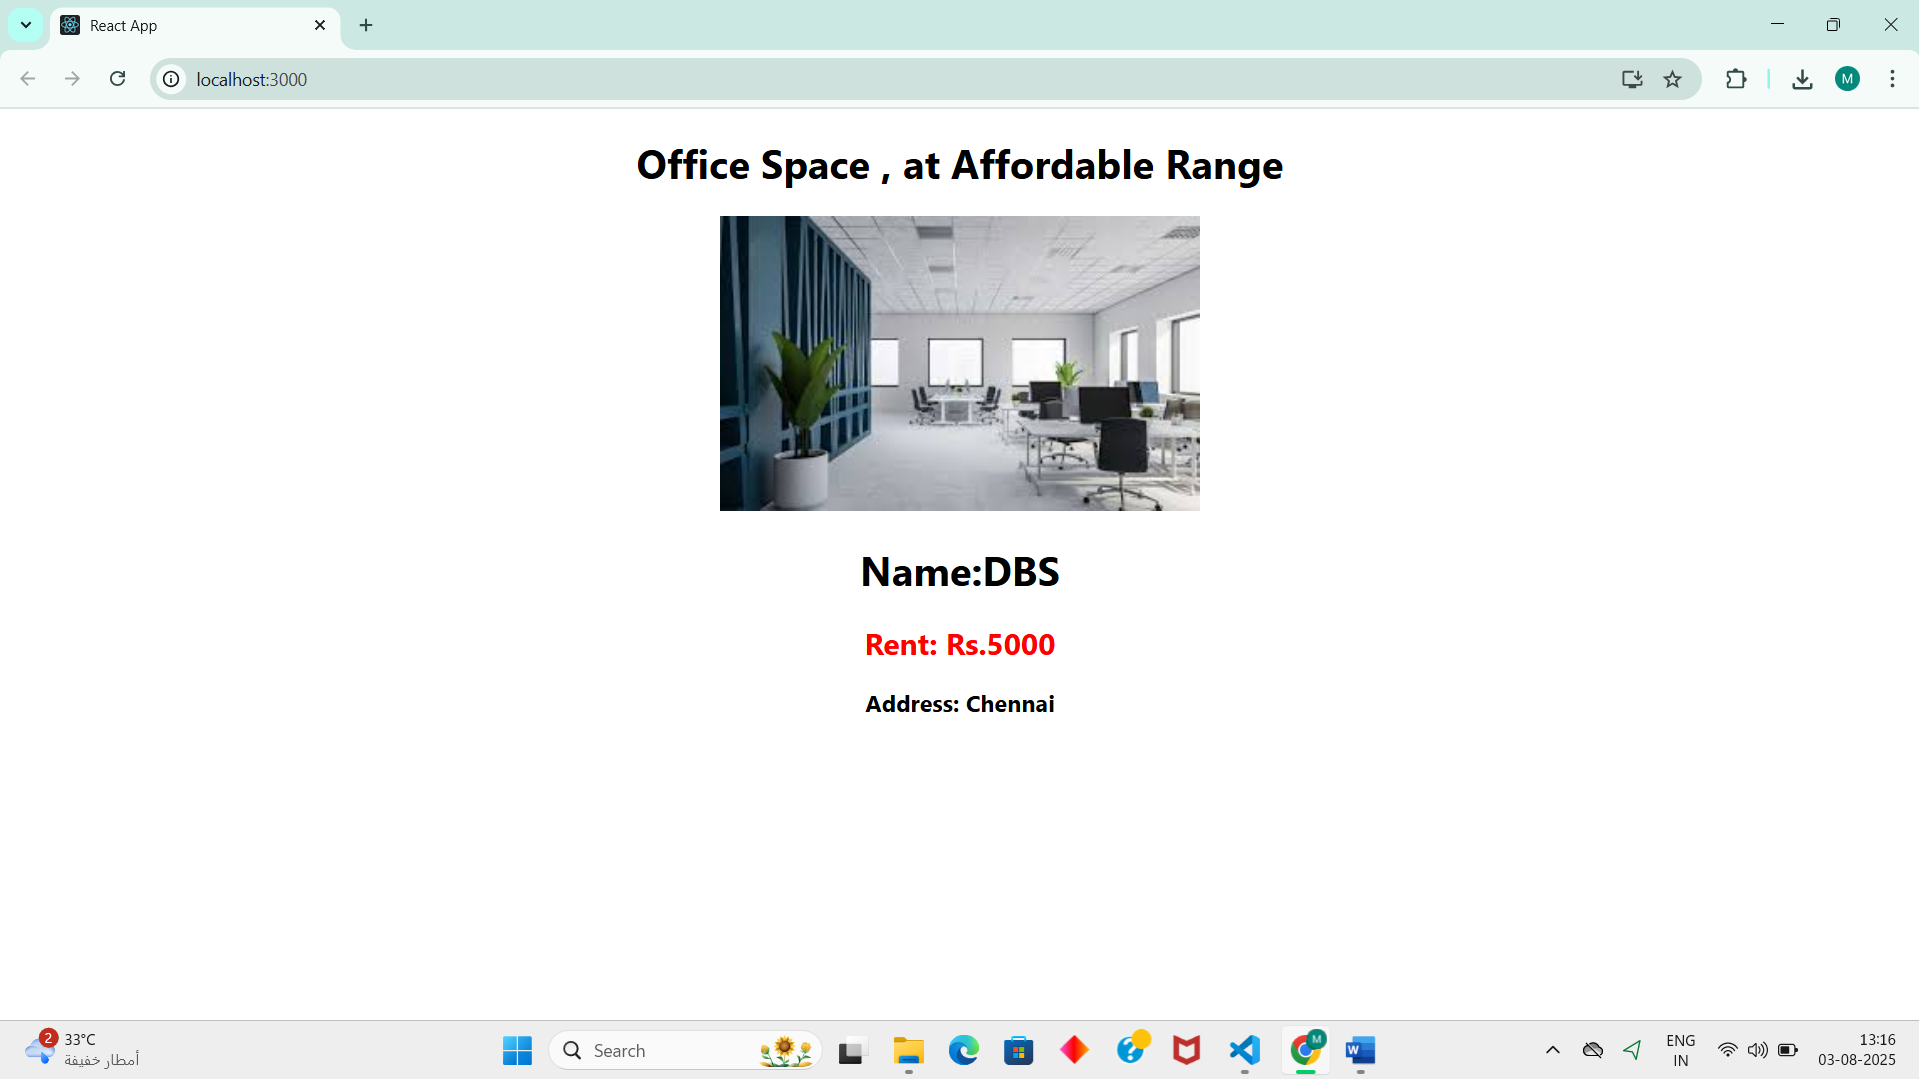 React App
localhost:3000
M
Office Space , at Affordable Range
Name:DBS
Rent: Rs.5000
Address: Chennai
2
33°C
أمطار خفيفة
Search
M
W
ENG
IN
13:16
03-08-2025